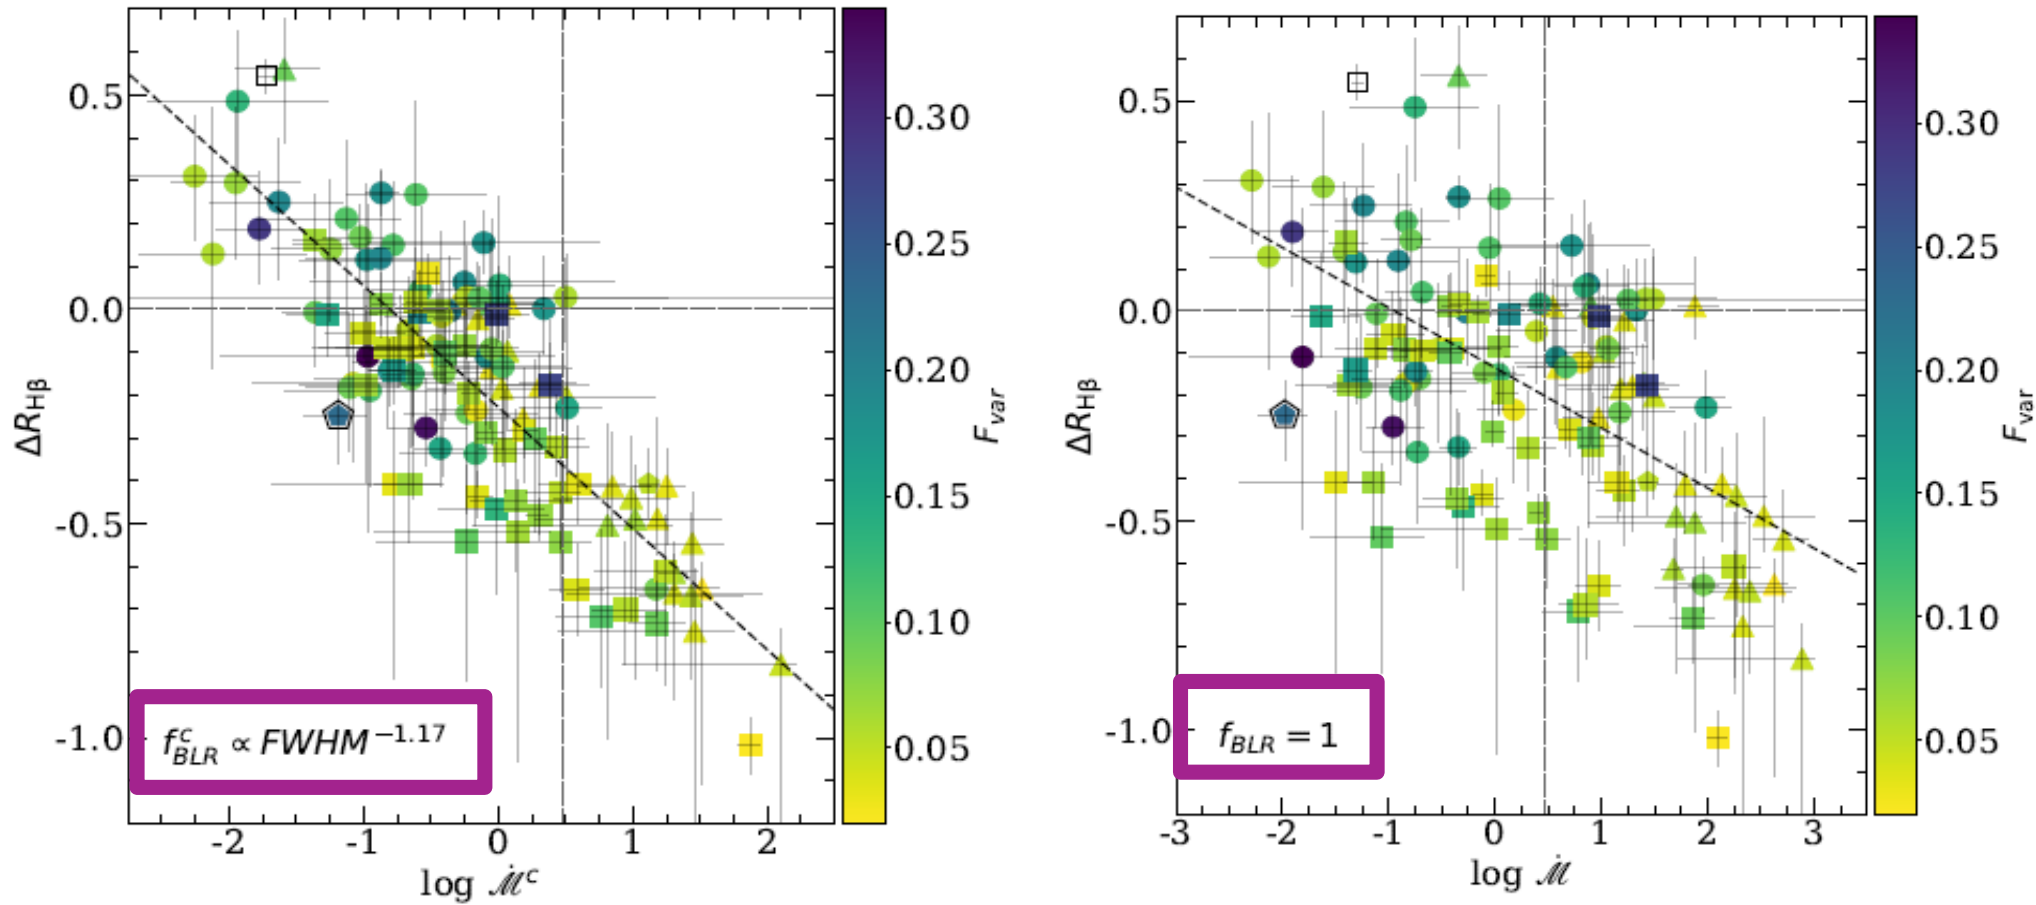 0.5
0.0
-0.5
-1.0
ΔR_Hβ
-2 -1 0 1 2
log ℳ̇^c
f^c_BLR ∝ FWHM^−1.17
0.30
0.25
0.20
0.15
0.10
0.05
F_var
0.5
0.0
-0.5
-1.0
ΔR_Hβ
-3 -2 -1 0 1 2 3
log ℳ̇
f_BLR = 1
0.30
0.25
0.20
0.15
0.10
0.05
F_var